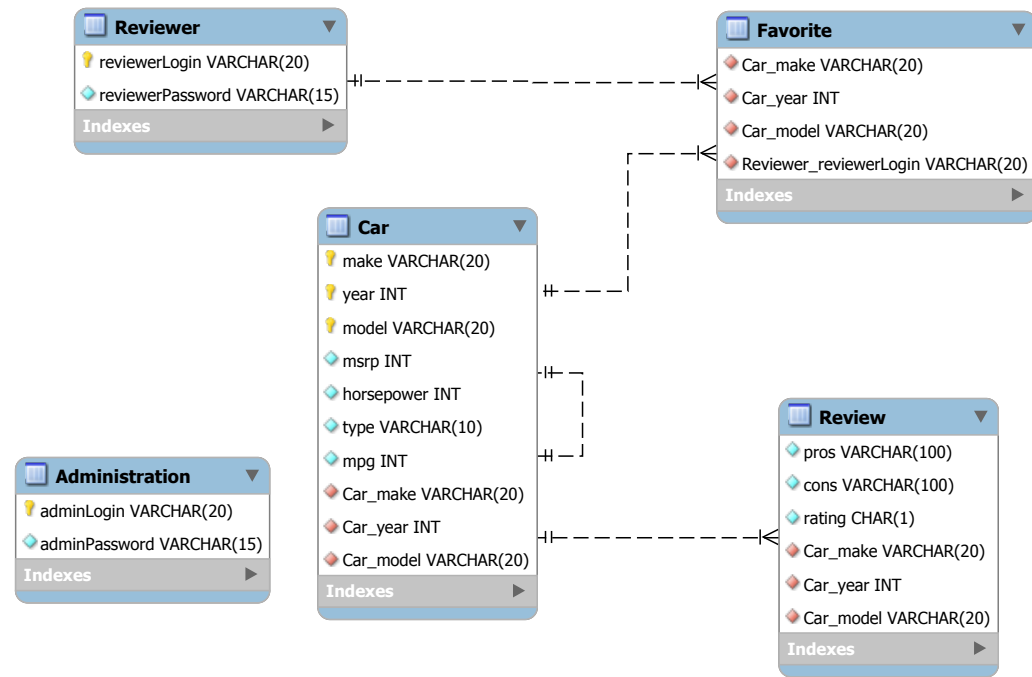 Reviewer
reviewerLogin VARCHAR(20)
reviewerPassword VARCHAR(15)
Indexes
Favorite
Car_make VARCHAR(20)
Car_year INT
Car_model VARCHAR(20)
Reviewer_reviewerLogin VARCHAR(20)
Indexes
Car
make VARCHAR(20)
year INT
model VARCHAR(20)
msrp INT
horsepower INT
type VARCHAR(10)
mpg INT
Car_make VARCHAR(20)
Car_year INT
Car_model VARCHAR(20)
Indexes
Review
pros VARCHAR(100)
cons VARCHAR(100)
rating CHAR(1)
Car_make VARCHAR(20)
Car_year INT
Car_model VARCHAR(20)
Indexes
Administration
adminLogin VARCHAR(20)
adminPassword VARCHAR(15)
Indexes